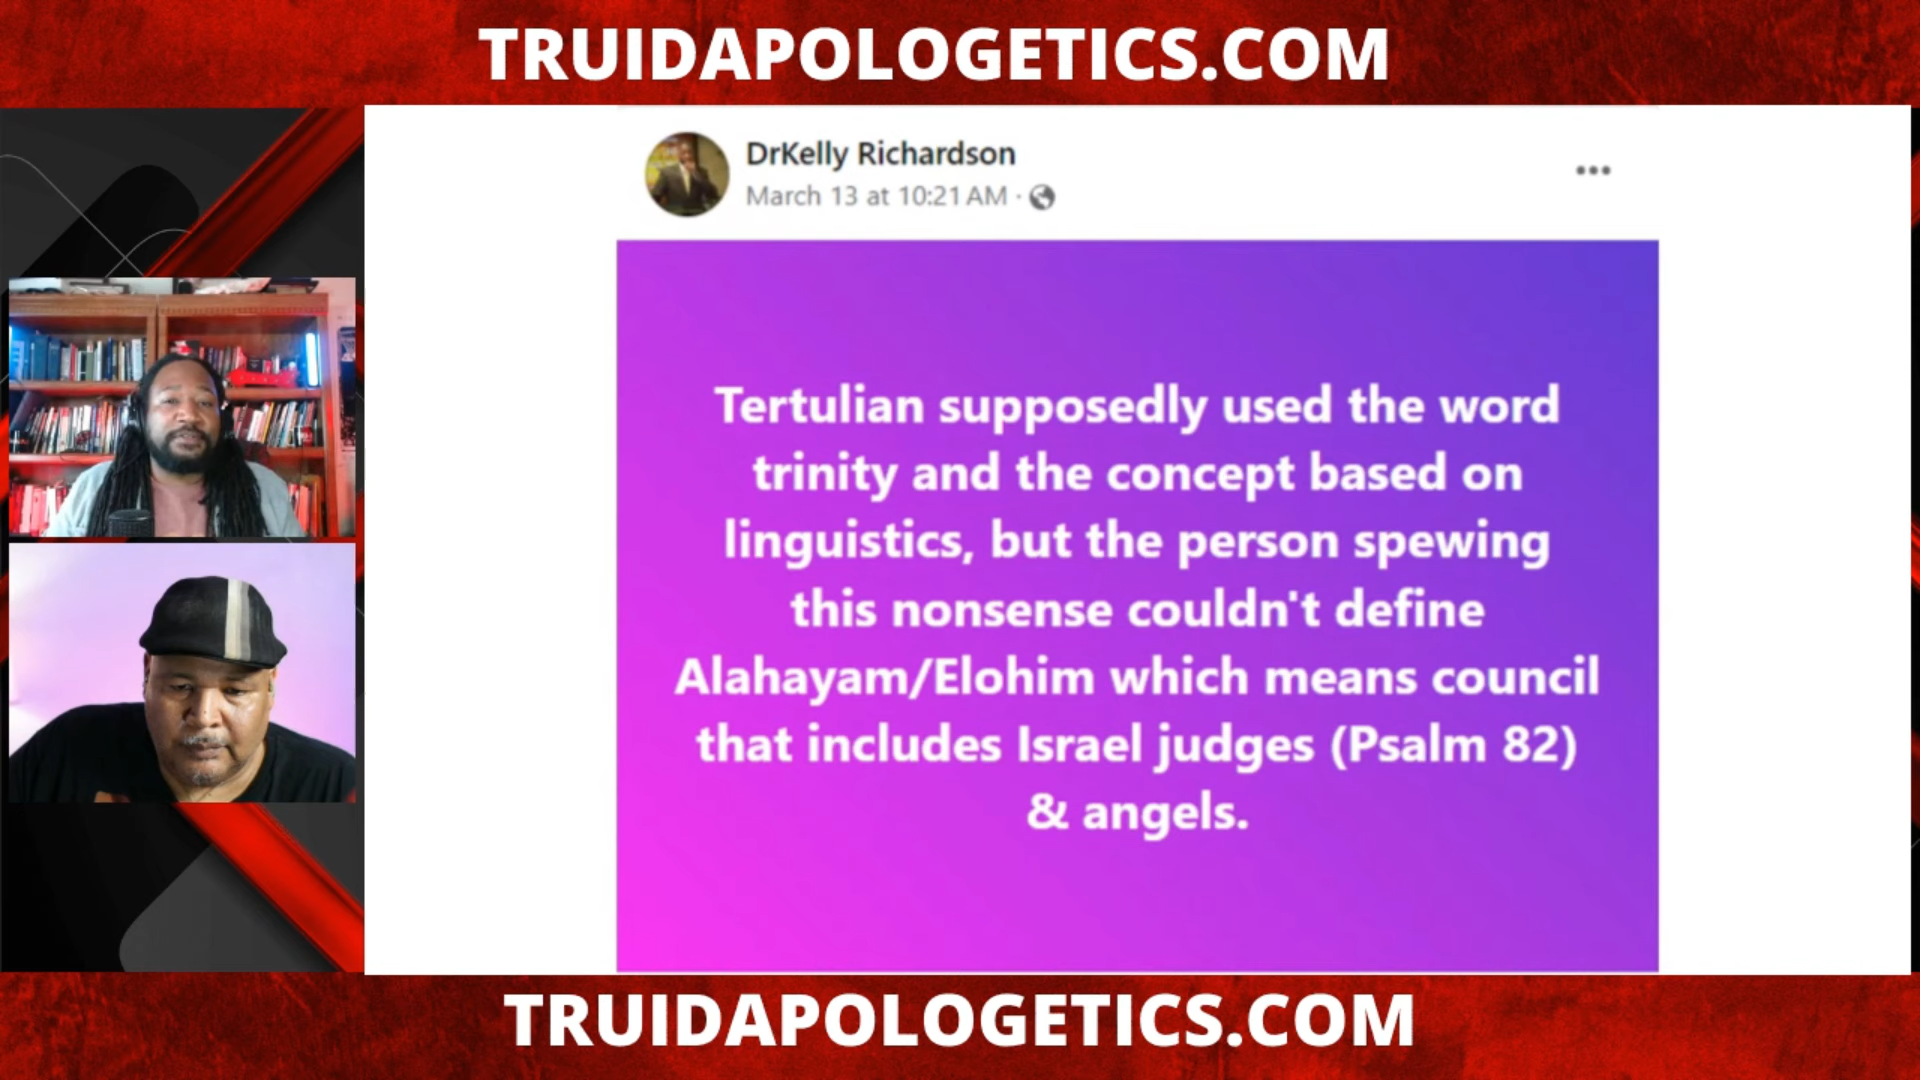 TRUIDAPOLOGETICS.COM
DrKelly Richardson
March 13 at 10:21 AM ·
Tertulian supposedly used the word
trinity and the concept based on
linguistics, but the person spewing
this nonsense couldn't define
Alahayam/Elohim which means council
that includes Israel judges (Psalm 82)
& angels.
TRUIDAPOLOGETICS.COM